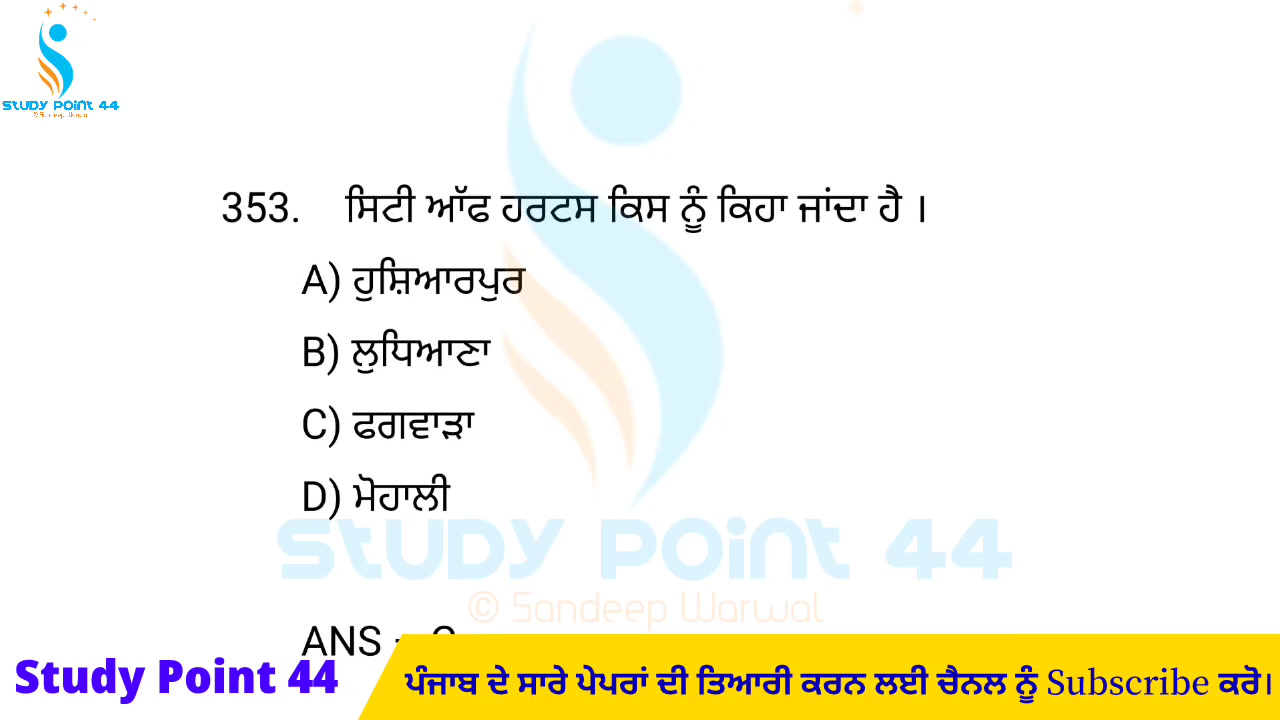 STUDY POINT 44
353. ਸਿਟੀ ਆੱਫ ਹਰਟਸ ਕਿਸ ਨੂੰ ਕਿਹਾ ਜਾਂਦਾ ਹੈ ।
A) ਹੁਸ਼ਿਆਰਪੁਰ
B) ਲੁਧਿਆਣਾ
C) ਫਗਵਾੜਾ
D) ਮੋਹਾਲੀ
STUDY POINT 44
© Sandeep Warwal
ANS -
Study Point 44
ਪੰਜਾਬ ਦੇ ਸਾਰੇ ਪੇਪਰਾਂ ਦੀ ਤਿਆਰੀ ਕਰਨ ਲਈ ਚੈਨਲ ਨੂੰ Subscribe ਕਰੋ।